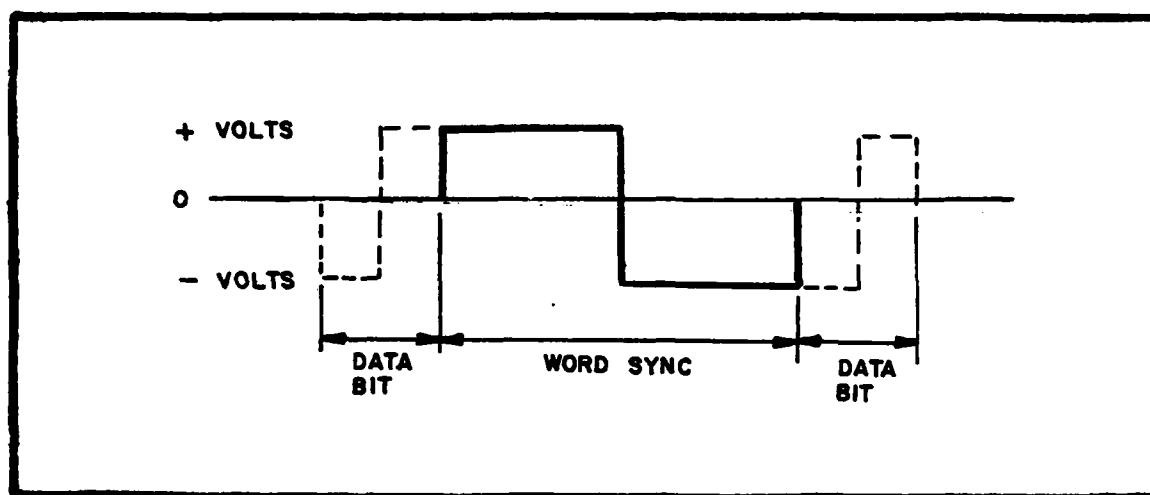 + VOLTS
0
- VOLTS
DATA
BIT
WORD SYNC
DATA
BIT